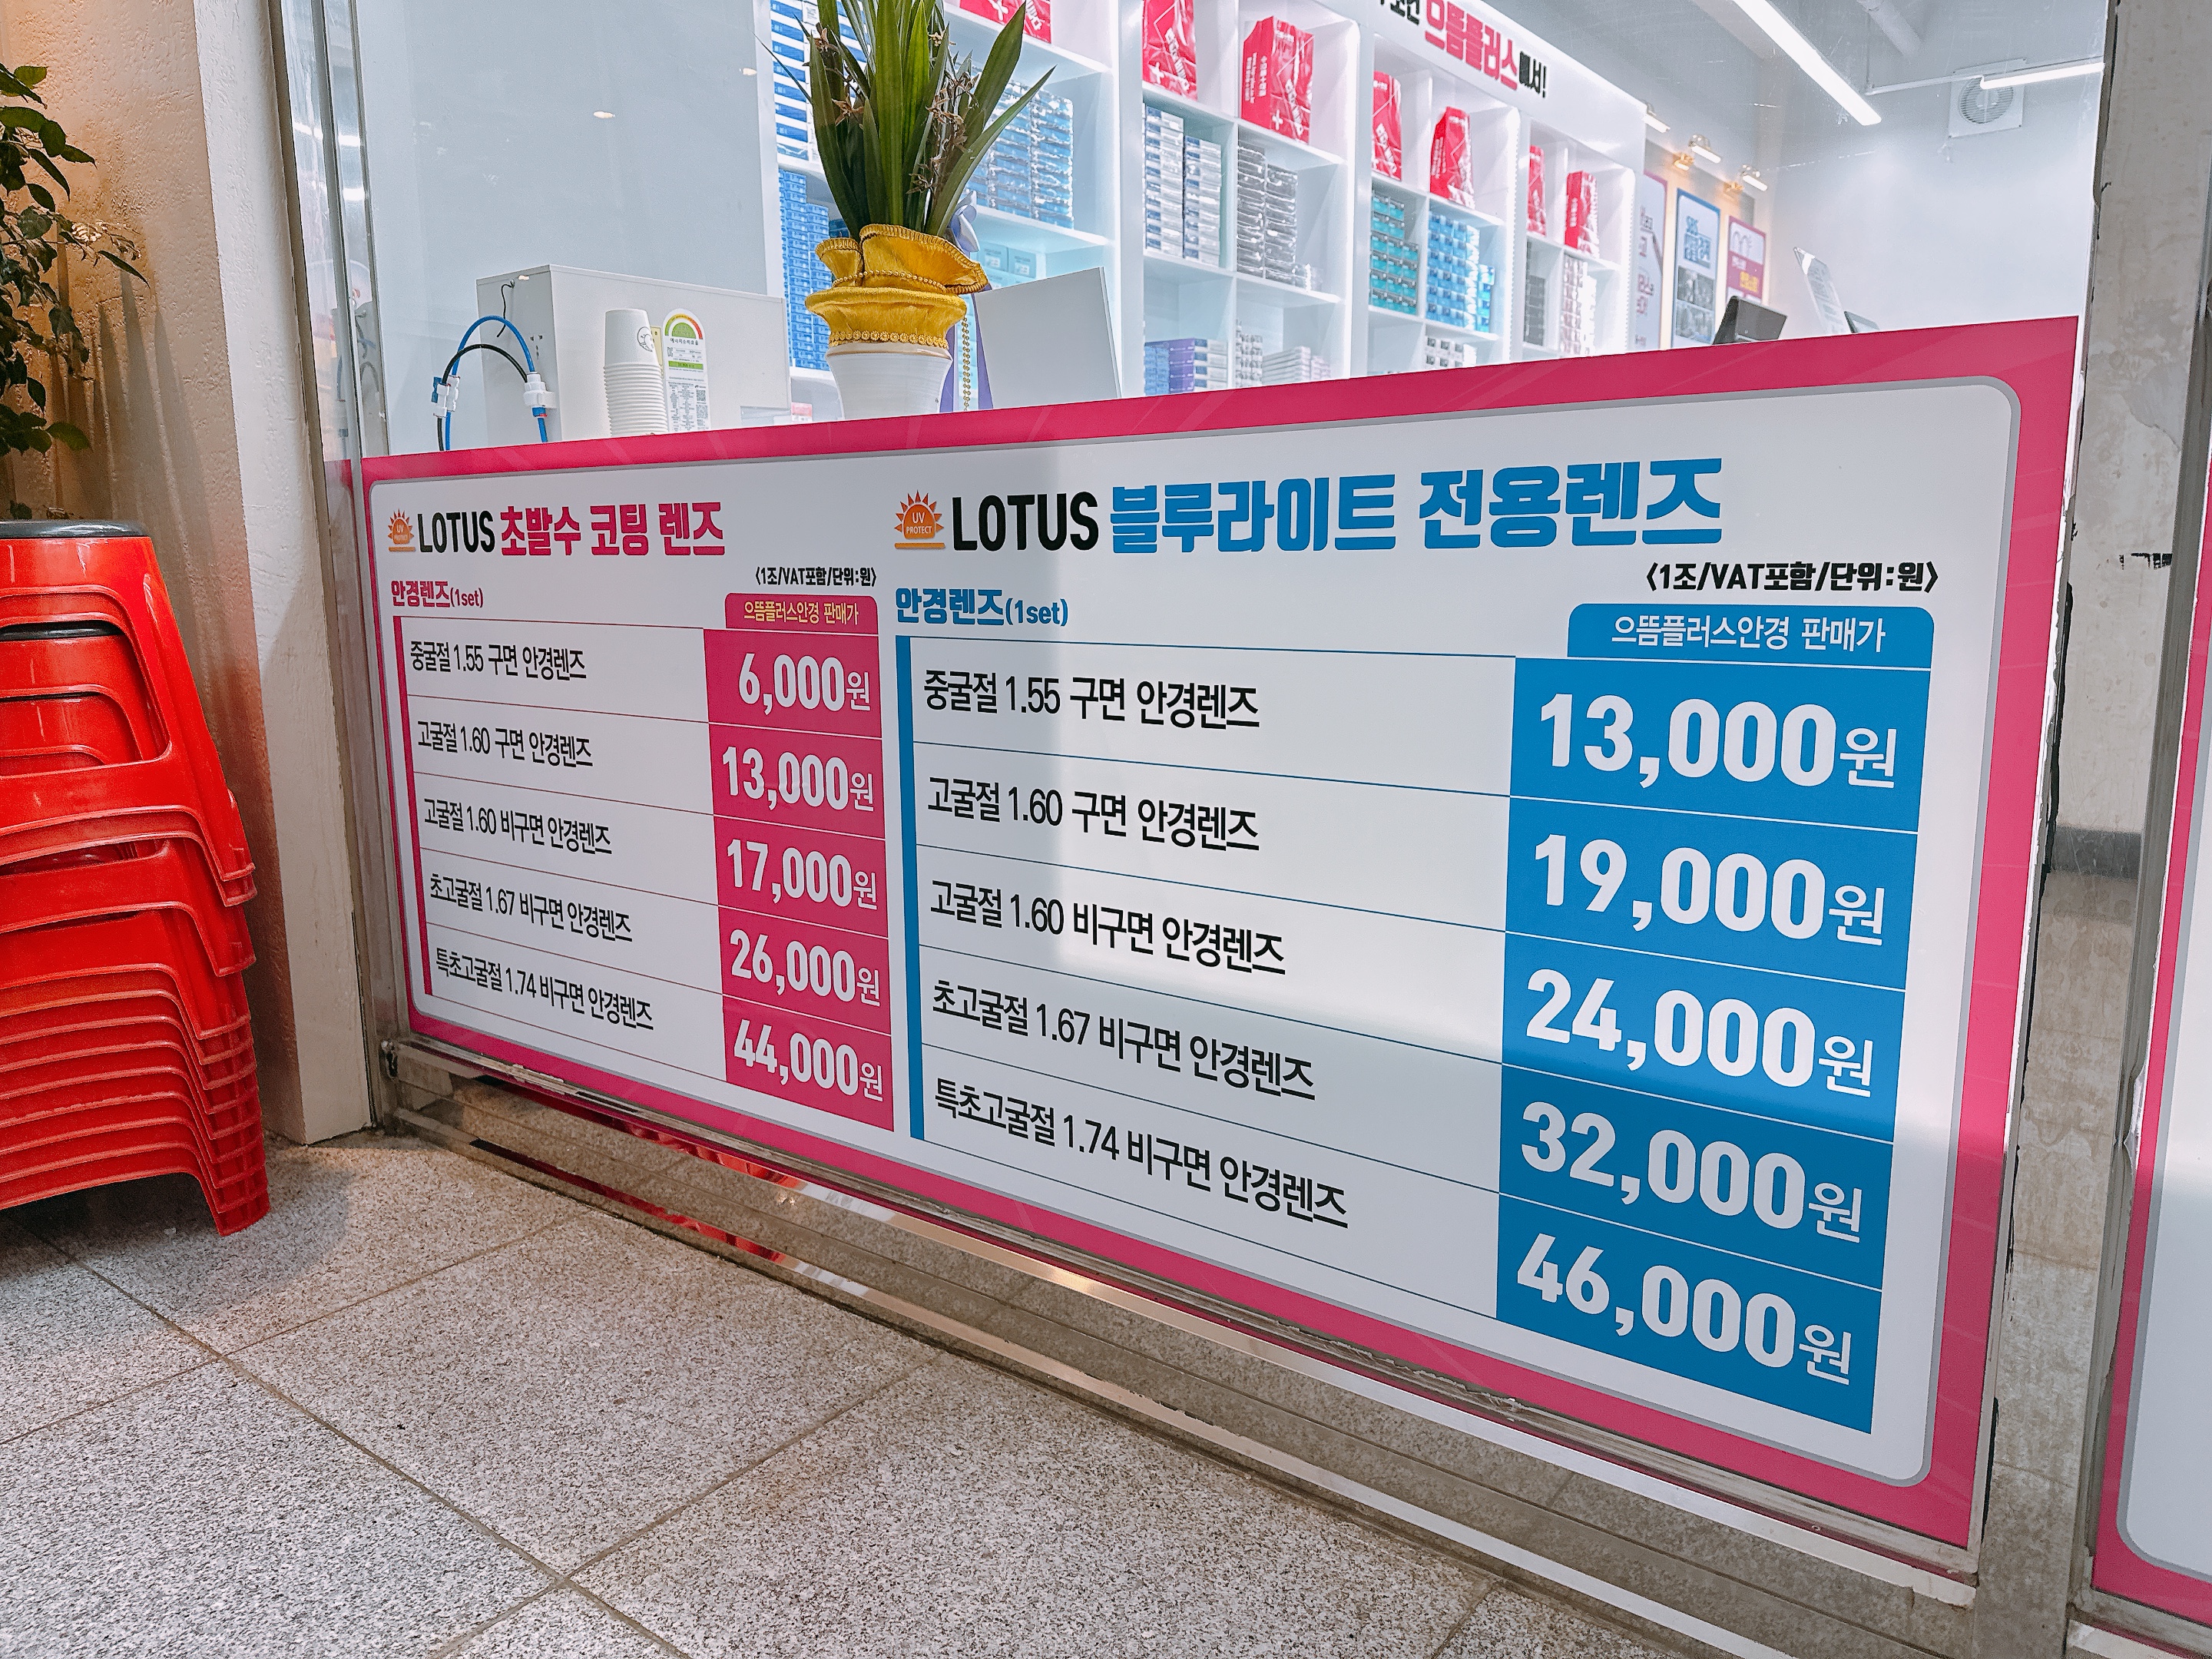 으뜸플러스에서!
UV
PROTECT
LOTUS 초발수 코팅 렌즈
<1조/VAT포함/단위:원>
안경렌즈(1set)
으뜸플러스안경 판매가
중굴절 1.55 구면 안경렌즈
6,000원
고굴절 1.60 구면 안경렌즈
13,000원
고굴절 1.60 비구면 안경렌즈
17,000원
초고굴절 1.67 비구면 안경렌즈
26,000원
특초고굴절 1.74 비구면 안경렌즈
44,000원
UV
PROTECT
LOTUS 블루라이트 전용렌즈
<1조/VAT포함/단위:원>
안경렌즈(1set)
으뜸플러스안경 판매가
중굴절 1.55 구면 안경렌즈
13,000원
고굴절 1.60 구면 안경렌즈
19,000원
고굴절 1.60 비구면 안경렌즈
24,000원
초고굴절 1.67 비구면 안경렌즈
32,000원
특초고굴절 1.74 비구면 안경렌즈
46,000원